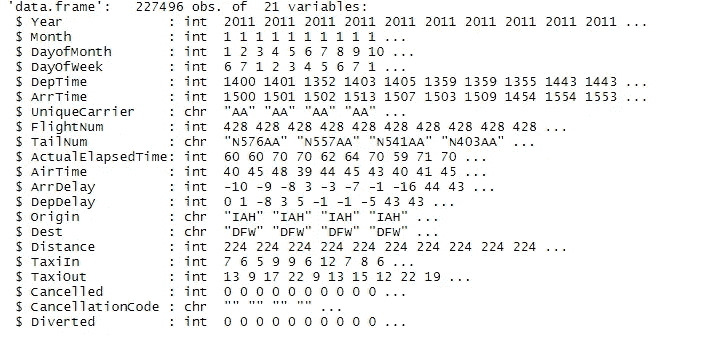 'data.frame':   227496 obs. of  21 variables:
 $ Year             : int  2011 2011 2011 2011 2011 2011 2011 2011 2011 2011 ...
 $ Month            : int  1 1 1 1 1 1 1 1 1 1 ...
 $ DayofMonth       : int  1 2 3 4 5 6 7 8 9 10 ...
 $ DayOfWeek        : int  6 7 1 2 3 4 5 6 7 1 ...
 $ DepTime          : int  1400 1401 1352 1403 1405 1359 1359 1355 1443 1443 ...
 $ ArrTime          : int  1500 1501 1502 1513 1507 1503 1509 1454 1554 1553 ...
 $ UniqueCarrier    : chr  "AA" "AA" "AA" "AA" ...
 $ FlightNum        : int  428 428 428 428 428 428 428 428 428 428 ...
 $ TailNum          : chr  "N576AA" "N557AA" "N541AA" "N403AA" ...
 $ ActualElapsedTime: int  60 60 70 70 62 64 70 59 71 70 ...
 $ AirTime          : int  40 45 48 39 44 45 43 40 41 45 ...
 $ ArrDelay         : int  -10 -9 -8 3 -3 -7 -1 -16 44 43 ...
 $ DepDelay         : int  0 1 -8 3 5 -1 -1 -5 43 43 ...
 $ Origin           : chr  "IAH" "IAH" "IAH" "IAH" ...
 $ Dest             : chr  "DFW" "DFW" "DFW" "DFW" ...
 $ Distance         : int  224 224 224 224 224 224 224 224 224 224 ...
 $ TaxiIn           : int  7 6 5 9 9 6 12 7 8 6 ...
 $ TaxiOut          : int  13 9 17 22 9 13 15 12 22 19 ...
 $ Cancelled        : int  0 0 0 0 0 0 0 0 0 0 ...
 $ CancellationCode : chr  "" "" "" "" ...
 $ Diverted         : int  0 0 0 0 0 0 0 0 0 0 ...